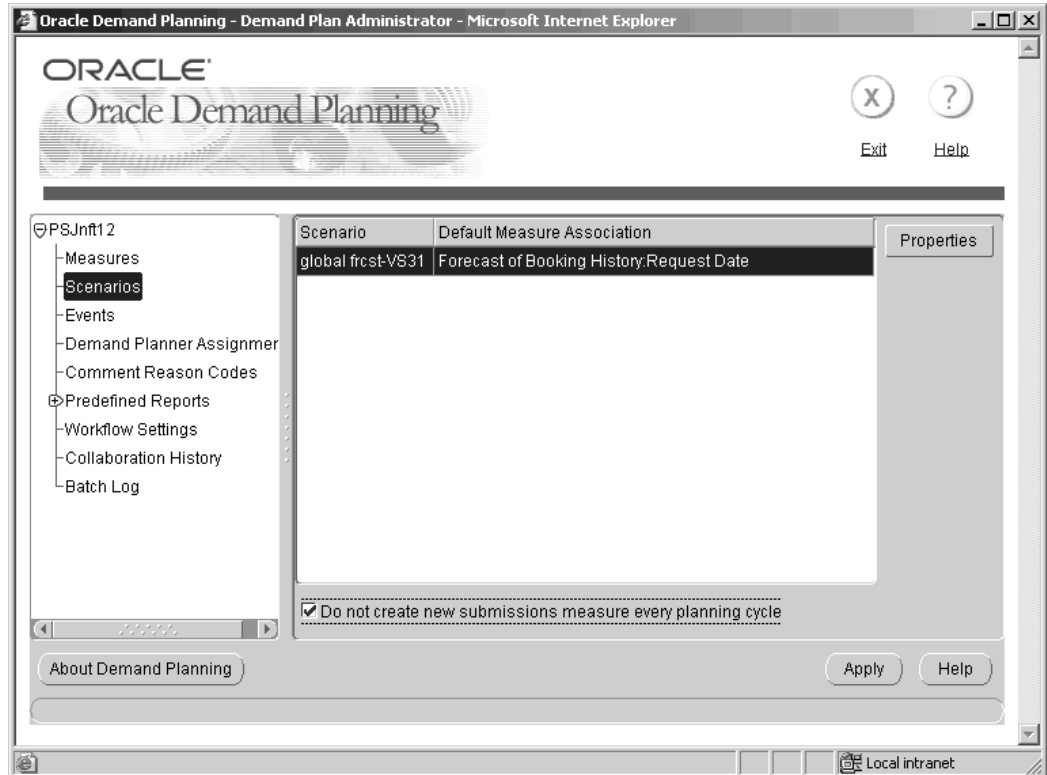 Oracle Demand Planning - Demand Plan Administrator - Microsoft Internet Explorer
ORACLE
Oracle Demand Planning
X
?
Exit
Help
PSJnft12
Measures
Scenarios
Events
Demand Planner Assignmer
Comment Reason Codes
Predefined Reports
Workflow Settings
Collaboration History
Batch Log
Scenario Default Measure Association
global frcst-VS31 Forecast of Booking History:Request Date
Properties
Do not create new submissions measure every planning cycle
About Demand Planning
Apply
Help
Local intranet